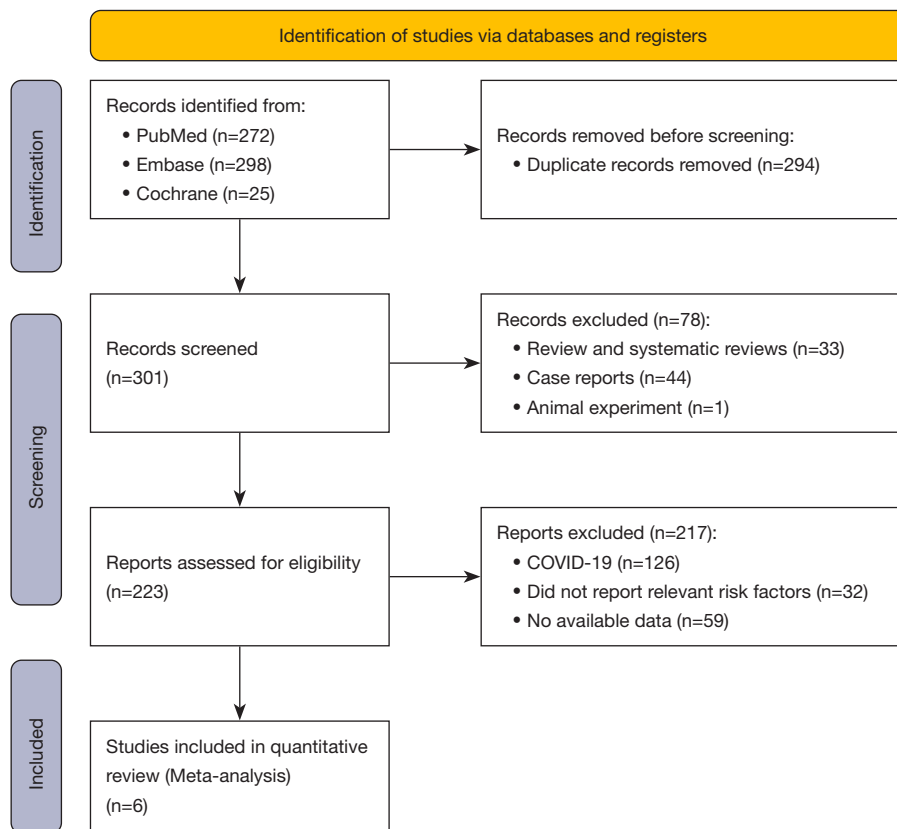 Identification of studies via databases and registers
Identification
Records identified from:
• PubMed (n=272)
• Embase (n=298)
• Cochrane (n=25)
Records removed before screening:
• Duplicate records removed (n=294)
Screening
Records screened
(n=301)
Records excluded (n=78):
• Review and systematic reviews (n=33)
• Case reports (n=44)
• Animal experiment (n=1)
Reports assessed for eligibility
(n=223)
Reports excluded (n=217):
• COVID-19 (n=126)
• Did not report relevant risk factors (n=32)
• No available data (n=59)
Included
Studies included in quantitative
review (Meta-analysis)
(n=6)